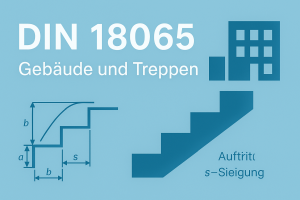 DIN 18065
Gebäude und Treppen
b
a
s
b
Auftritt
s–Sieigung